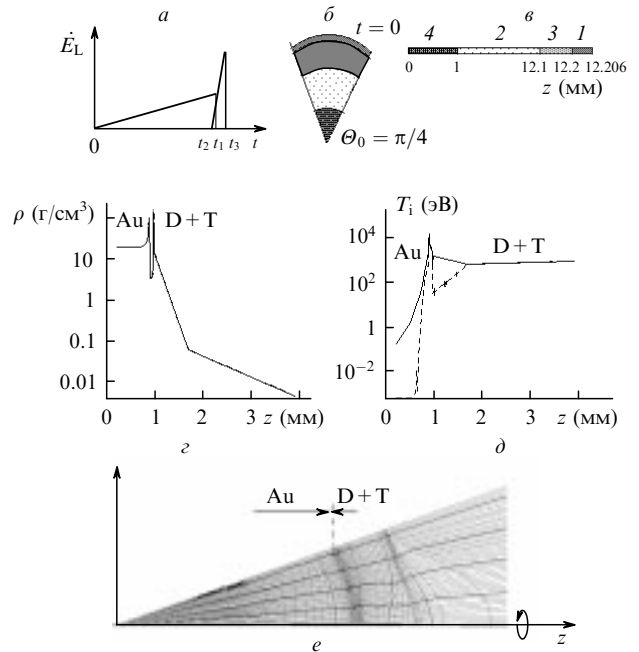 а
Ė_L
0
t₂ t₁ t₃ t
б
t = 0
Θ₀ = π/4
в
4 2 3 1
0 1 12.1 12.2 12.206
z (мм)
ρ (г/см³)
Au D + T
100
10
1
0.1
0.01
0 1 2 3 z (мм)
г
T_i (эВ)
Au D + T
10⁴
10²
1
10⁻²
0 1 2 3 z (мм)
д
Au D + T
z
е